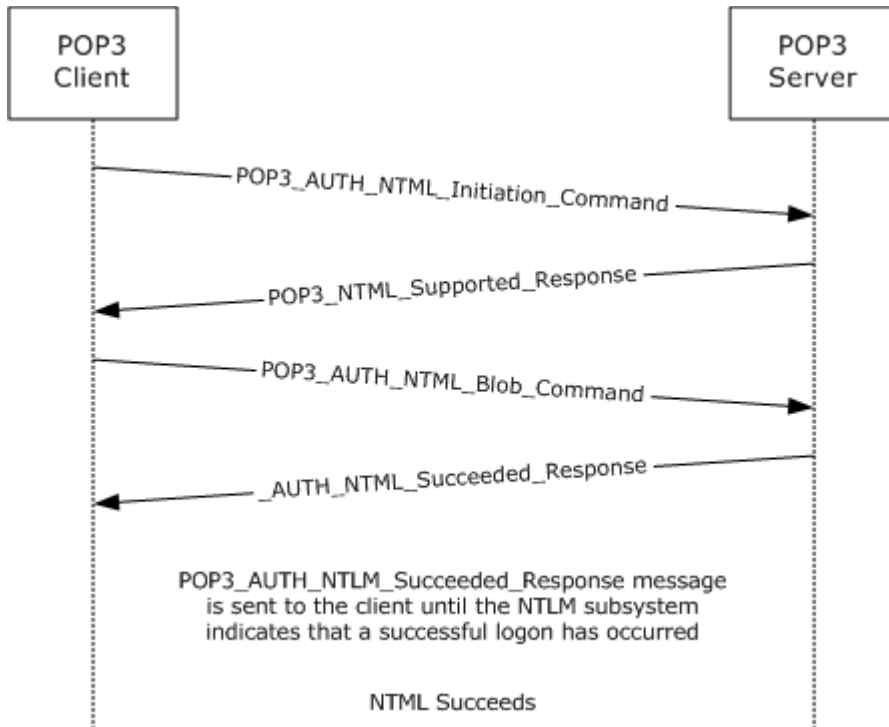 POP3
Client
POP3
Server
POP3_AUTH_NTML_Initiation_Command
POP3_NTML_Supported_Response
POP3_AUTH_NTML_Blob_Command
_AUTH_NTML_Succeeded_Response
POP3_AUTH_NTLM_Succeeded_Response message
is sent to the client until the NTLM subsystem
indicates that a successful logon has occurred
NTML Succeeds